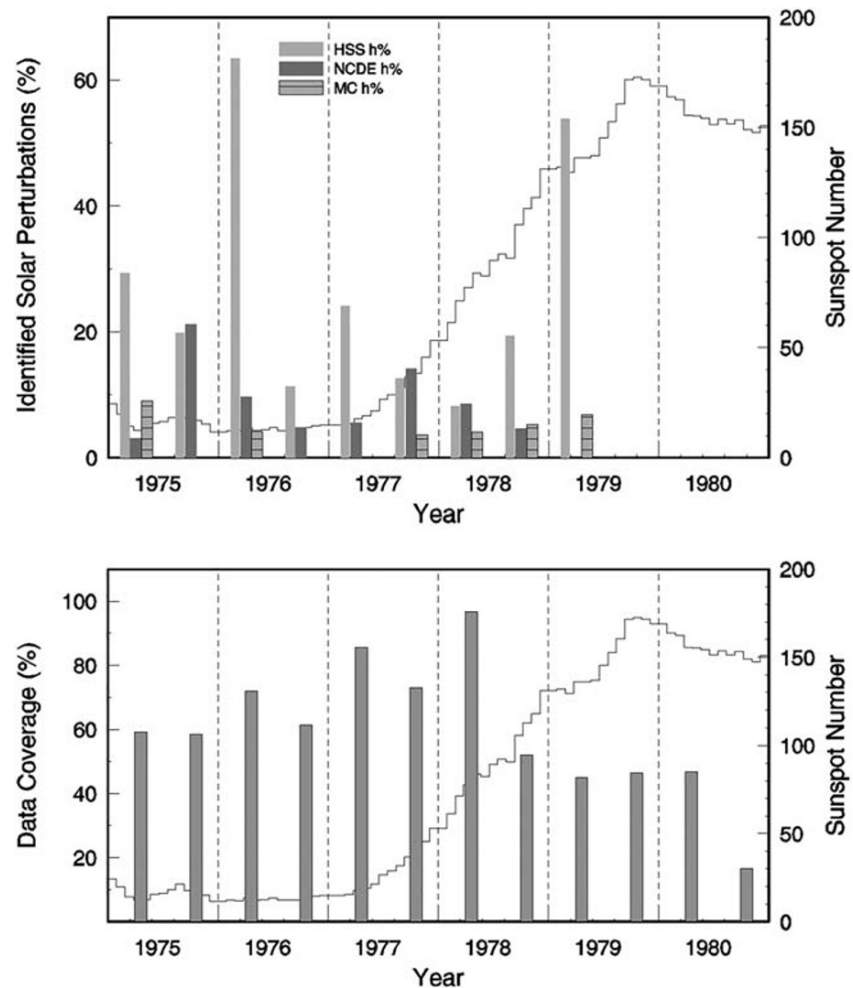 HSS h%
NCDE h%
MC h%
Identified Solar Perturbations (%)
60
40
20
0
200
150
100
50
0
Sunspot Number
1975 1976 1977 1978 1979 1980
Year
Data Coverage (%)
100
80
60
40
20
200
150
100
50
0
Sunspot Number
1975 1976 1977 1978 1979 1980
Year